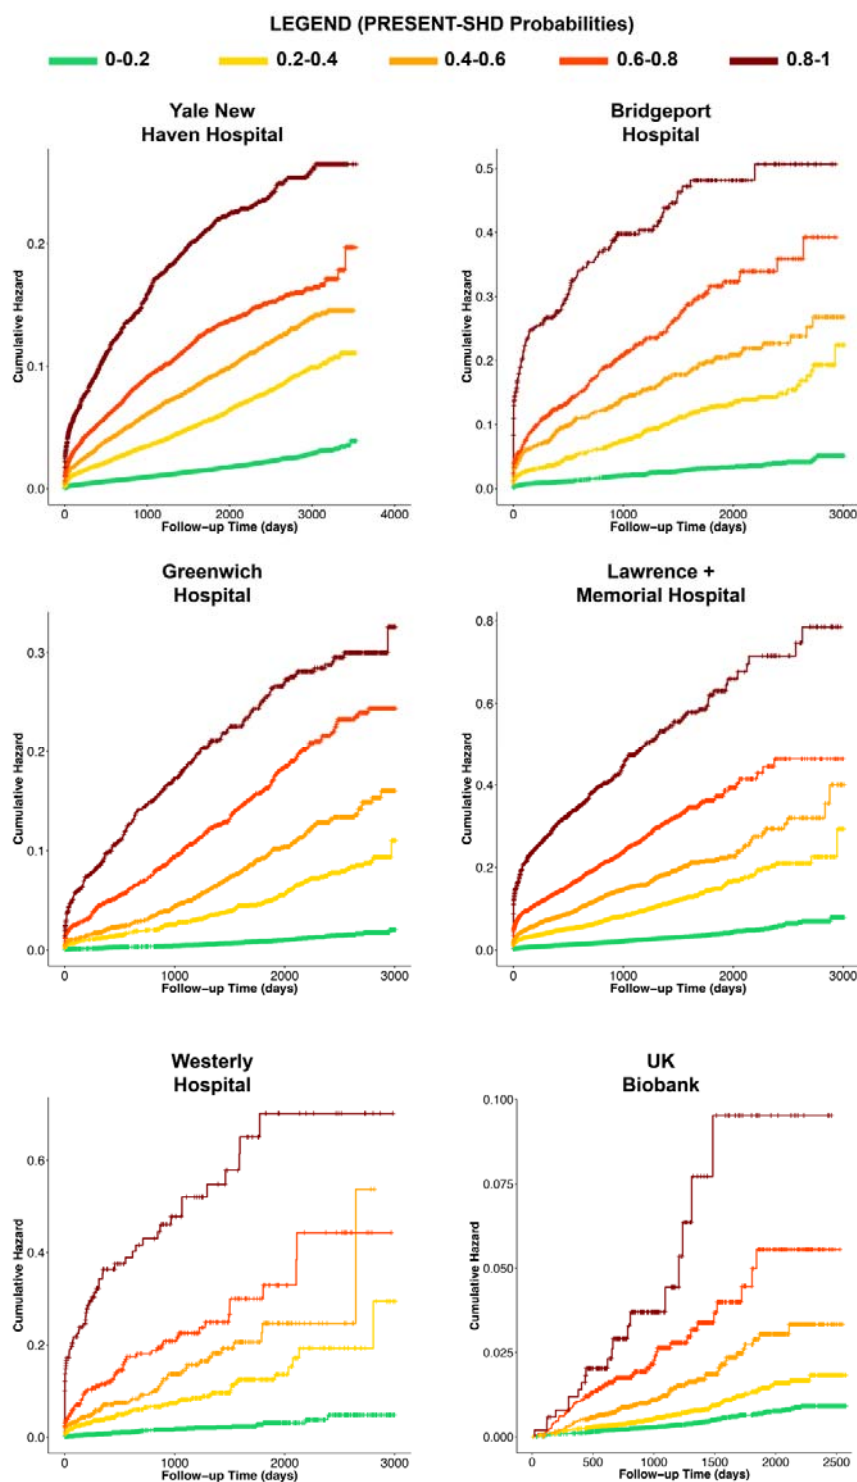 LEGEND (PRESENT-SHD Probabilities)
0-0.2 0.2-0.4 0.4-0.6 0.6-0.8 0.8-1
Yale New
Haven Hospital
Cumulative Hazard
0.2
0.1
0.0
0 1000 2000 3000 4000
Follow-up Time (days)
Bridgeport
Hospital
Cumulative Hazard
0.5
0.4
0.3
0.2
0.1
0.0
0 1000 2000 3000
Follow-up Time (days)
Greenwich
Hospital
Cumulative Hazard
0.3
0.2
0.1
0.0
0 1000 2000 3000
Follow-up Time (days)
Lawrence +
Memorial Hospital
Cumulative Hazard
0.8
0.6
0.4
0.2
0.0
0 1000 2000 3000
Follow-up Time (days)
Westerly
Hospital
Cumulative Hazard
0.6
0.4
0.2
0.0
0 1000 2000 3000
Follow-up Time (days)
UK
Biobank
Cumulative Hazard
0.100
0.075
0.050
0.025
0.000
0 500 1000 1500 2000 2500
Follow-up Time (days)